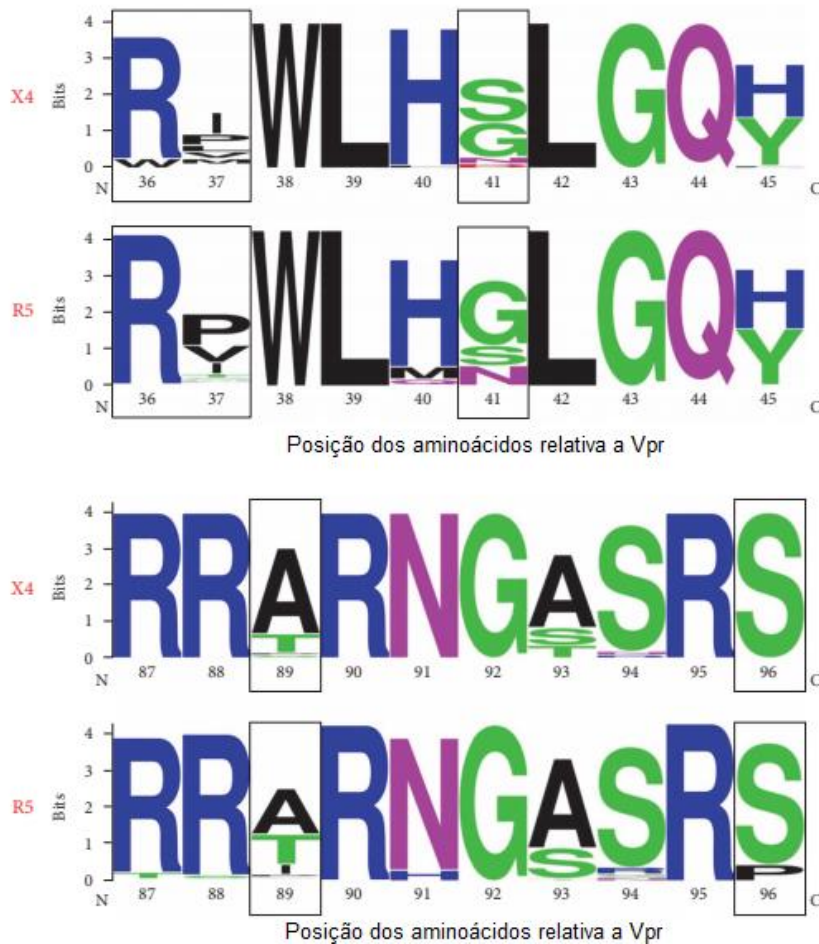 4
3
2
1
0
X4
Bits
R I W L H S L G Q H
W P G N Y
V
M
N 36 37 38 39 40 41 42 43 44 45 C
4
3
2
1
0
R5
Bits
R P W L H G L G Q H
V M S Y
I N
N 36 37 38 39 40 41 42 43 44 45 C
Posição dos aminoácidos relativa a Vpr
4
3
2
1
0
X4
Bits
R R A R N G A S R S
T S
T
N 87 88 89 90 91 92 93 94 95 96 C
4
3
2
1
0
R5
Bits
R R A R N G A S R S
T T H S R P
I
N 87 88 89 90 91 92 93 94 95 96 C
Posição dos aminoácidos relativa a Vpr